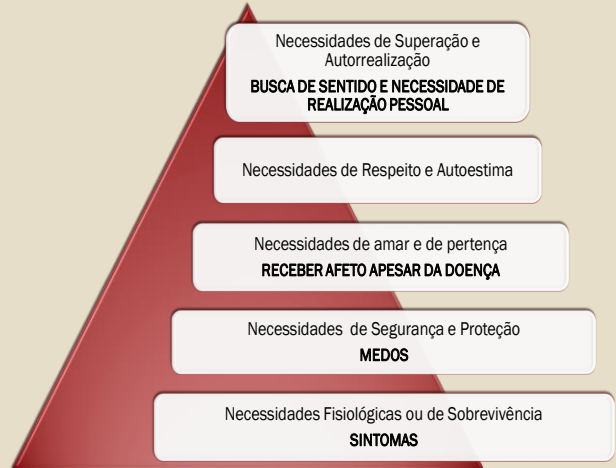 Necessidades de Superação e
Autorrealização
BUSCA DE SENTIDO E NECESSIDADE DE
REALIZAÇÃO PESSOAL
Necessidades de Respeito e Autoestima
Necessidades de amar e de pertença
RECEBER AFETO APESAR DA DOENÇA
Necessidades de Segurança e Proteção
MEDOS
Necessidades Fisiológicas ou de Sobrevivência
SINTOMAS